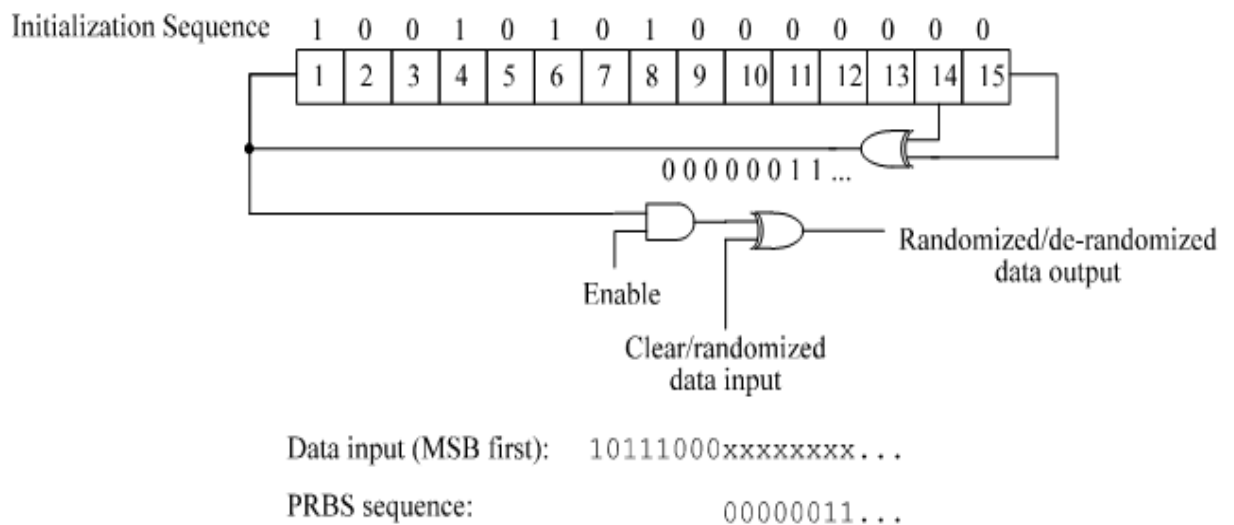 Initialization Sequence 1 0 0 1 0 1 0 1 0 0 0 0 0 0 0
1 2 3 4 5 6 7 8 9 10 11 12 13 14 15
0 0 0 0 0 0 1 1 ...
Enable
Randomized/de-randomized
data output
Clear/randomized
data input
Data input (MSB first): 10111000xxxxxxxx...
PRBS sequence: 00000011...